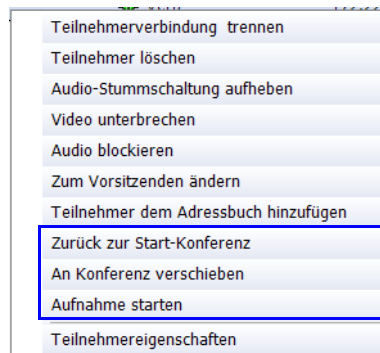 Teilnehmerverbindung trennen
Teilnehmer löschen
Audio-Stummschaltung aufheben
Video unterbrechen
Audio blockieren
Zum Vorsitzenden ändern
Teilnehmer dem Adressbuch hinzufügen
Zurück zur Start-Konferenz
An Konferenz verschieben
Aufnahme starten
Teilnehmereigenschaften